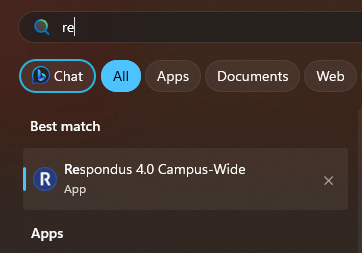 re
Chat All Apps Documents Web
Best match
R Respondus 4.0 Campus-Wide
App
Apps